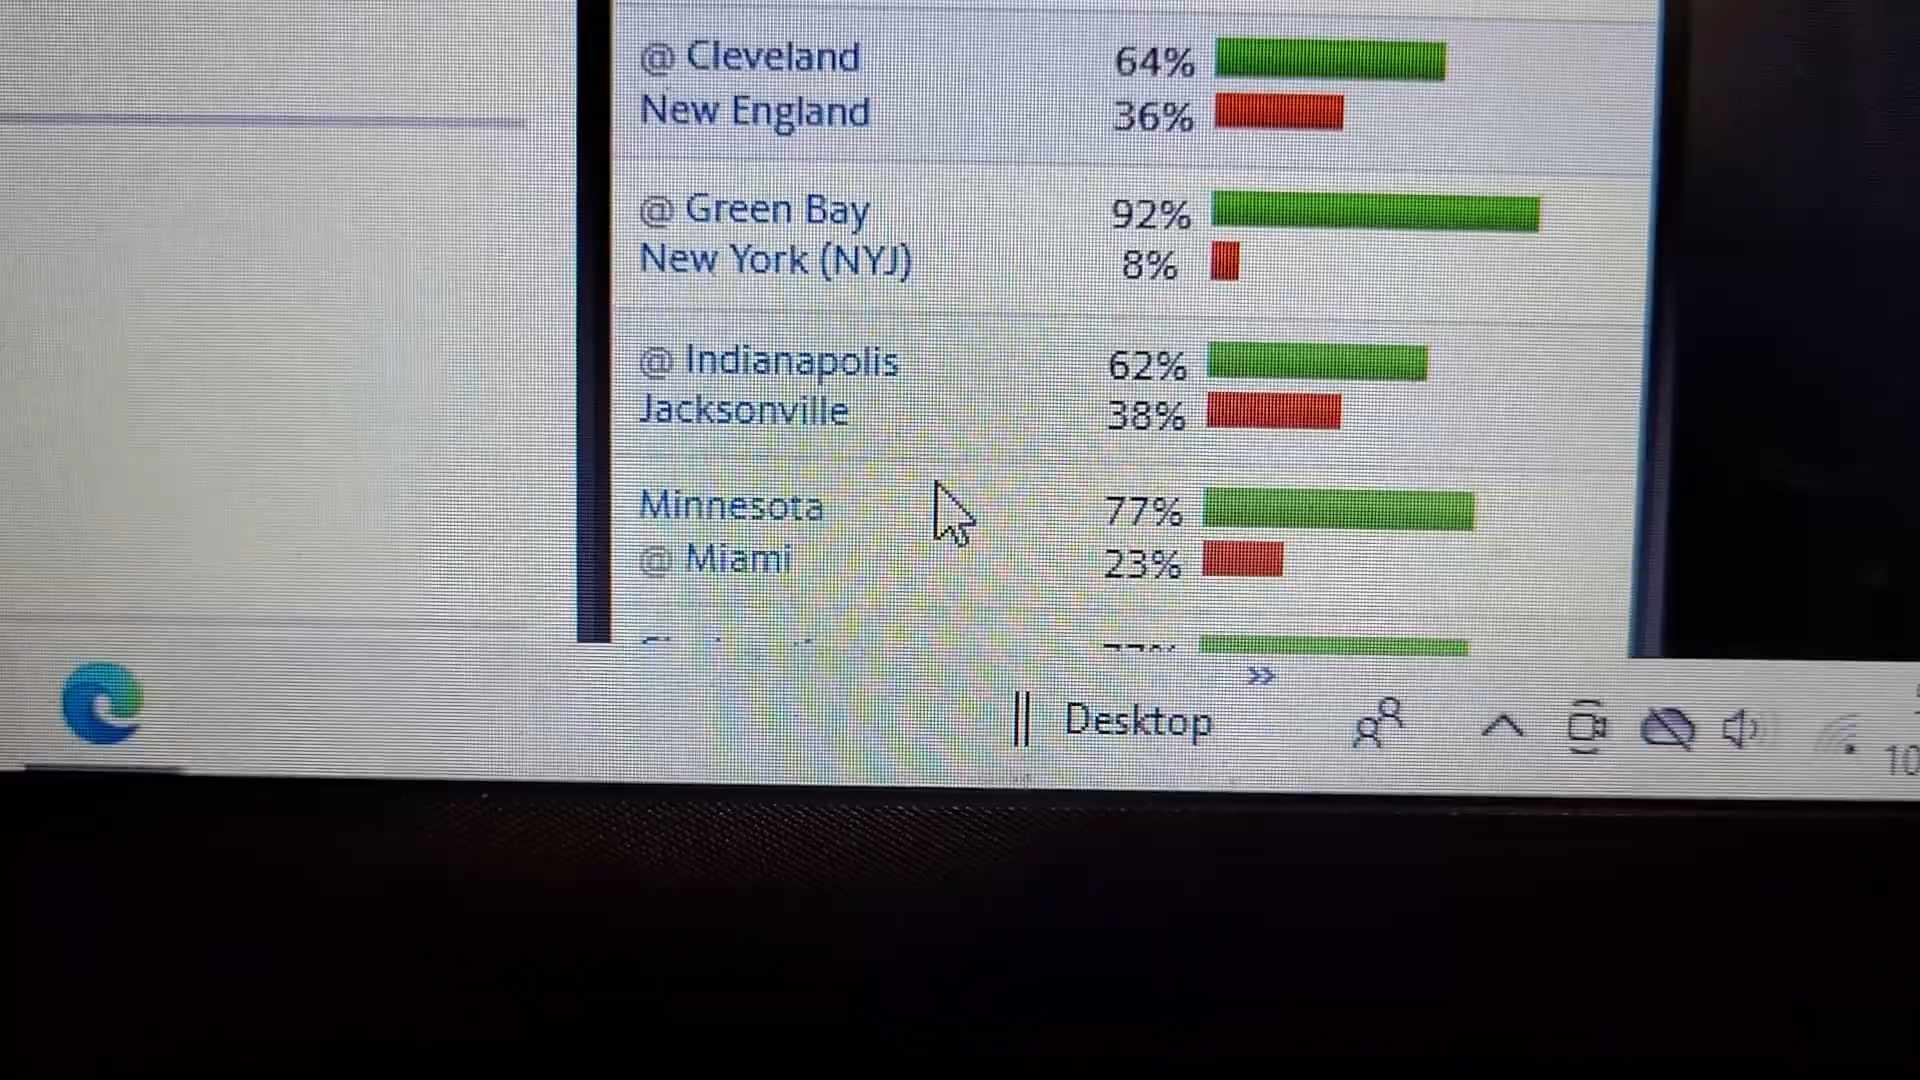 @ Cleveland 64%
New England 36%
@ Green Bay 92%
New York (NYJ) 8%
@ Indianapolis 62%
Jacksonville 38%
Minnesota 77%
@ Miami 23%
»
Desktop
10